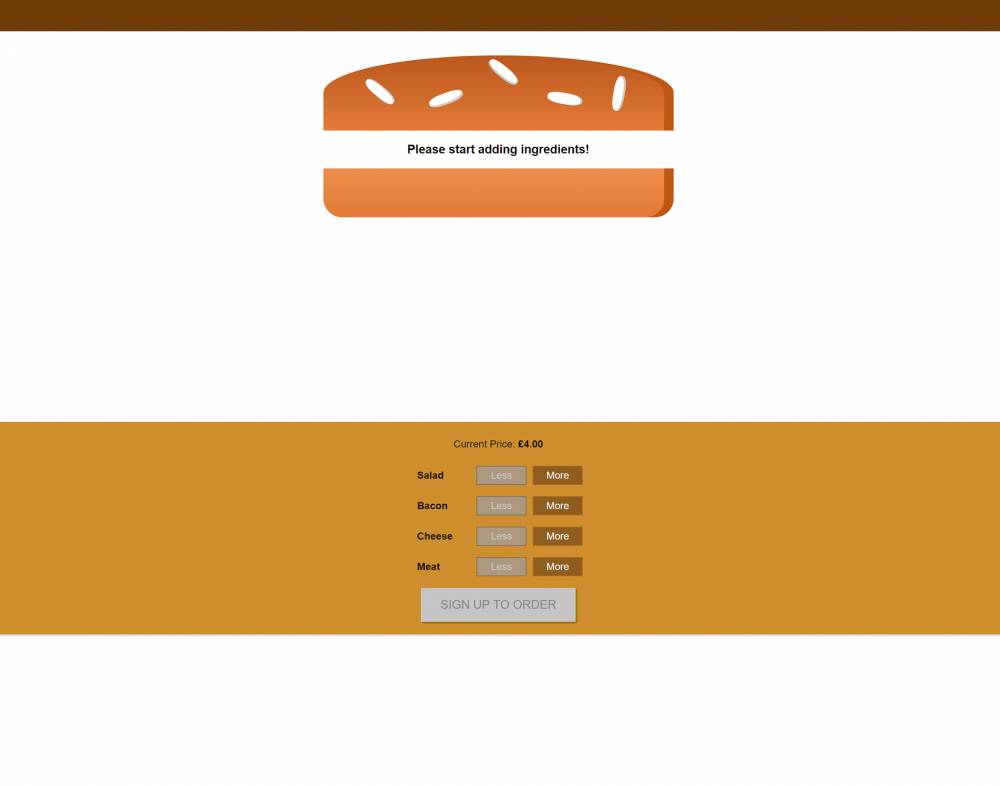 Please start adding ingredients!
Current Price: £4.00
Salad Less More
Bacon Less More
Cheese Less More
Meat Less More
SIGN UP TO ORDER